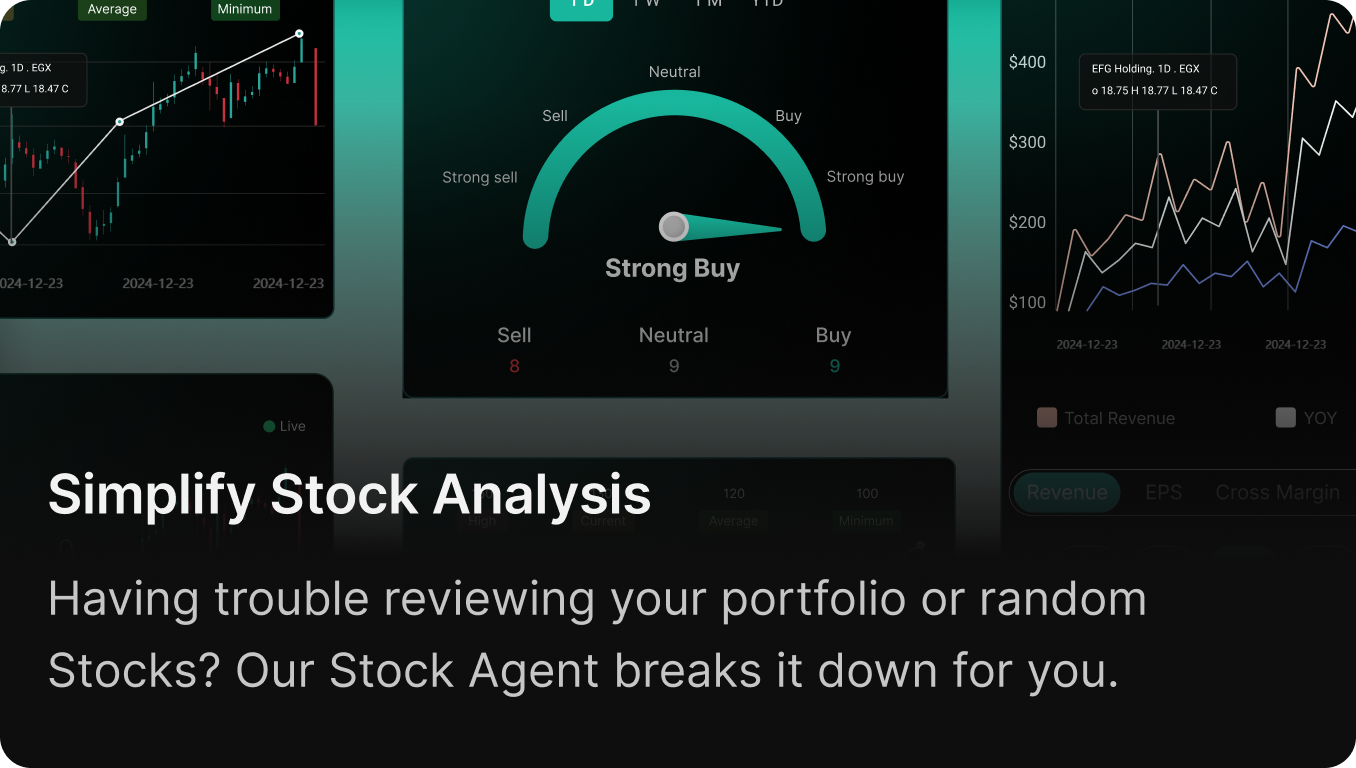 Average
Minimum
g. 1D . EGX
8.77 L 18.47 C
024-12-23
2024-12-23
2024-12-23
Live
1 D
1 W
1 M
YTD
Neutral
Sell
Buy
Strong sell
Strong buy
Strong Buy
Sell
Neutral
Buy
8
9
9
120
100
High
Current
Average
Minimum
$400
$300
$200
$100
EFG Holding. 1D . EGX
o 18.75 H 18.77 L 18.47 C
2024-12-23
2024-12-23
2024-12-23
Total Revenue
YOY
Revenue
EPS
Cross Margin
Simplify Stock Analysis
Having trouble reviewing your portfolio or random
Stocks? Our Stock Agent breaks it down for you.